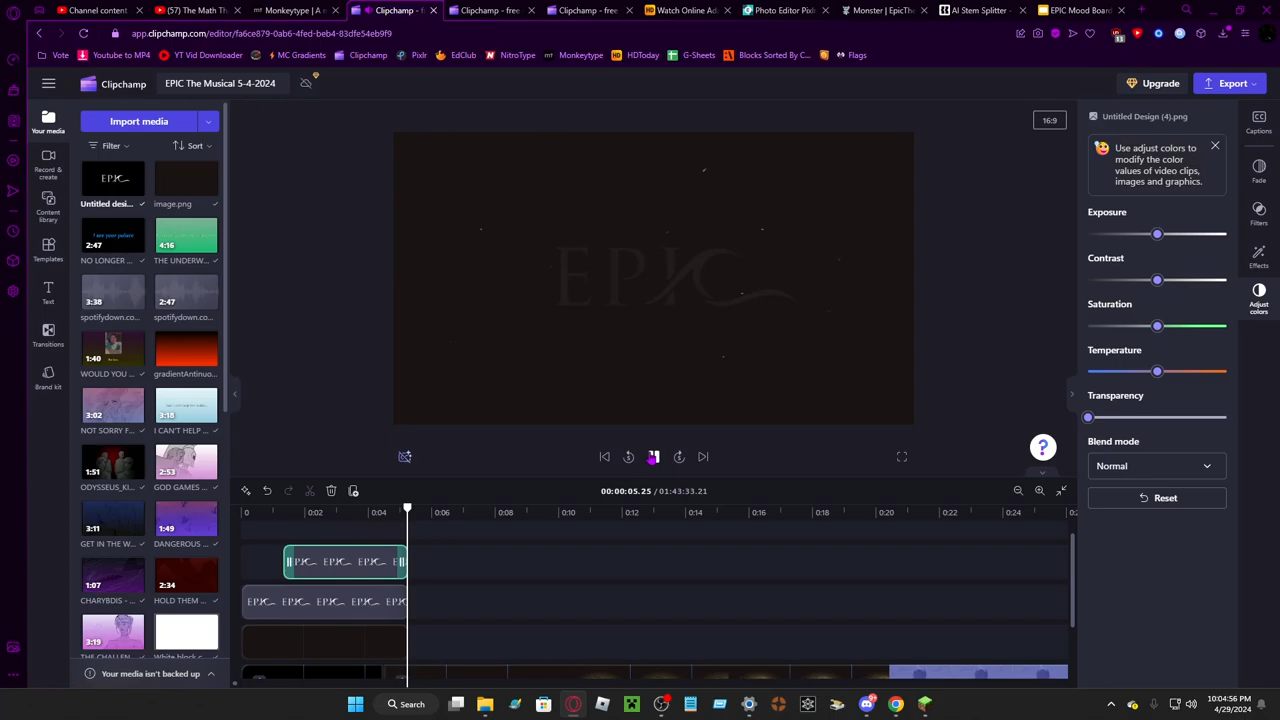 Channel content
(57) The Math Th
Monkeytype | A m
Clipchamp - f
Clipchamp - free
Clipchamp - free
Watch Online Ad
Photo Editor Pixl
Monster | EpicThe
AI Stem Splitter -
EPIC Mood Board
app.clipchamp.com/editor/fa6ce879-0ab6-4fed-beb4-83dfe54eb9f9
Vote
Youtube to MP4
YT Vid Downloader
MC Gradients
Clipchamp
Pixlr
EdClub
NitroType
Monkeytype
HDToday
G-Sheets
Blocks Sorted By C...
Flags
Clipchamp
EPIC The Musical 5-4-2024
Upgrade
Export
Your media
Import media
16:9
Untitled Design (4).png
Captions
Filter
Sort
Use adjust colors to
modify the color
values of video clips,
images and graphics.
Record &
create
EPIC
Untitled desi...
image.png
Fade
Content
library
Exposure
Filters
I are your palace
2:47
4:16
NO LONGER ...
THE UNDERW...
Templates
Contrast
Effects
EPIC
Text
3:38
2:47
spotifydown.co...
spotifydown.co...
Saturation
Adjust
colors
Transitions
1:40
WOULD YOU ...
gradientAntinuo...
Temperature
Brand kit
3:02
3:18
NOT SORRY F...
I CAN'T HELP ...
Transparency
Blend mode
Normal
1:51
2:53
ODYSSEUS_KI...
GOD GAMES ...
00:00:05.25 / 01:43:33.21
Reset
0 0:02 0:04 0:06 0:08 0:10 0:12 0:14 0:16 0:18 0:20 0:22 0:24
3:11
1:49
GET IN THE W...
DANGEROUS ...
EPIC EPIC EPIC
1:07
2:34
CHARYBDIS - ...
HOLD THEM ...
EPIC EPIC EPIC EPIC
3:19
THE CHALLEN...
White block c...
Your media isn't backed up
Search
10:04:56 PM
4/29/2024